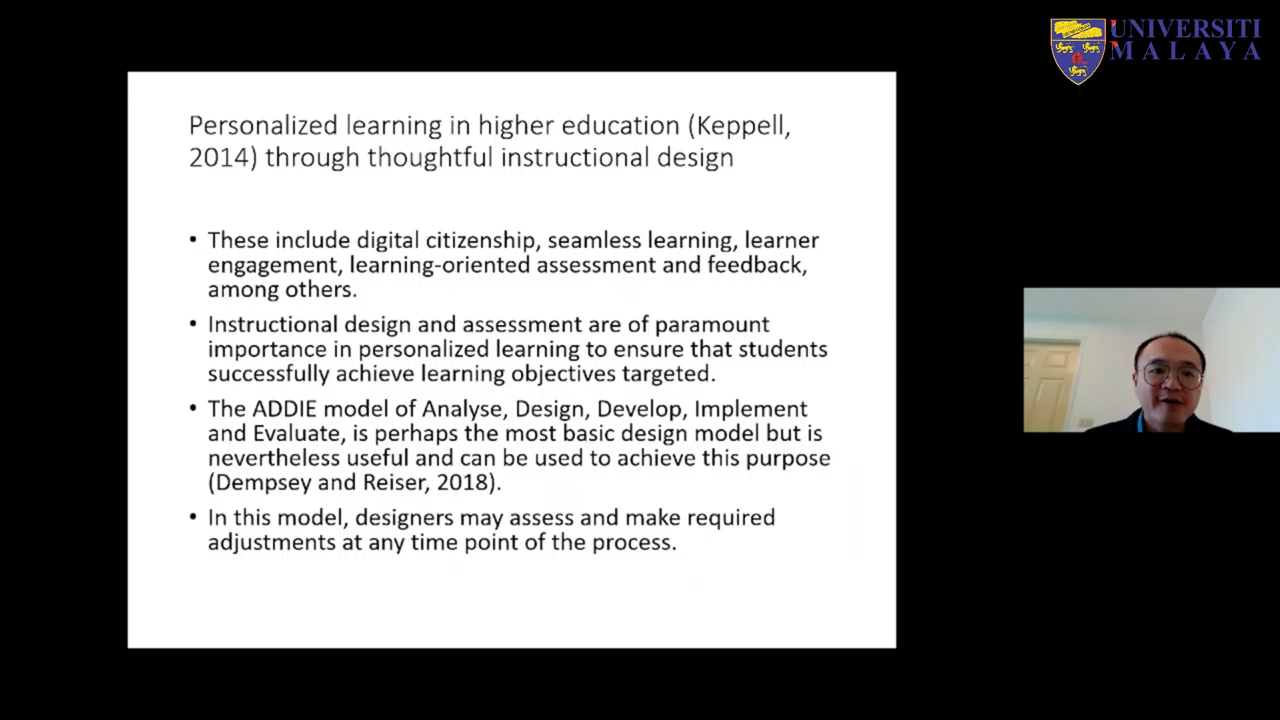 UNIVERSITI
MALAYA
Personalized learning in higher education (Keppell,
2014) through thoughtful instructional design
• These include digital citizenship, seamless learning, learner
engagement, learning-oriented assessment and feedback,
among others.
• Instructional design and assessment are of paramount
importance in personalized learning to ensure that students
successfully achieve learning objectives targeted.
• The ADDIE model of Analyse, Design, Develop, Implement
and Evaluate, is perhaps the most basic design model but is
nevertheless useful and can be used to achieve this purpose
(Dempsey and Reiser, 2018).
• In this model, designers may assess and make required
adjustments at any time point of the process.